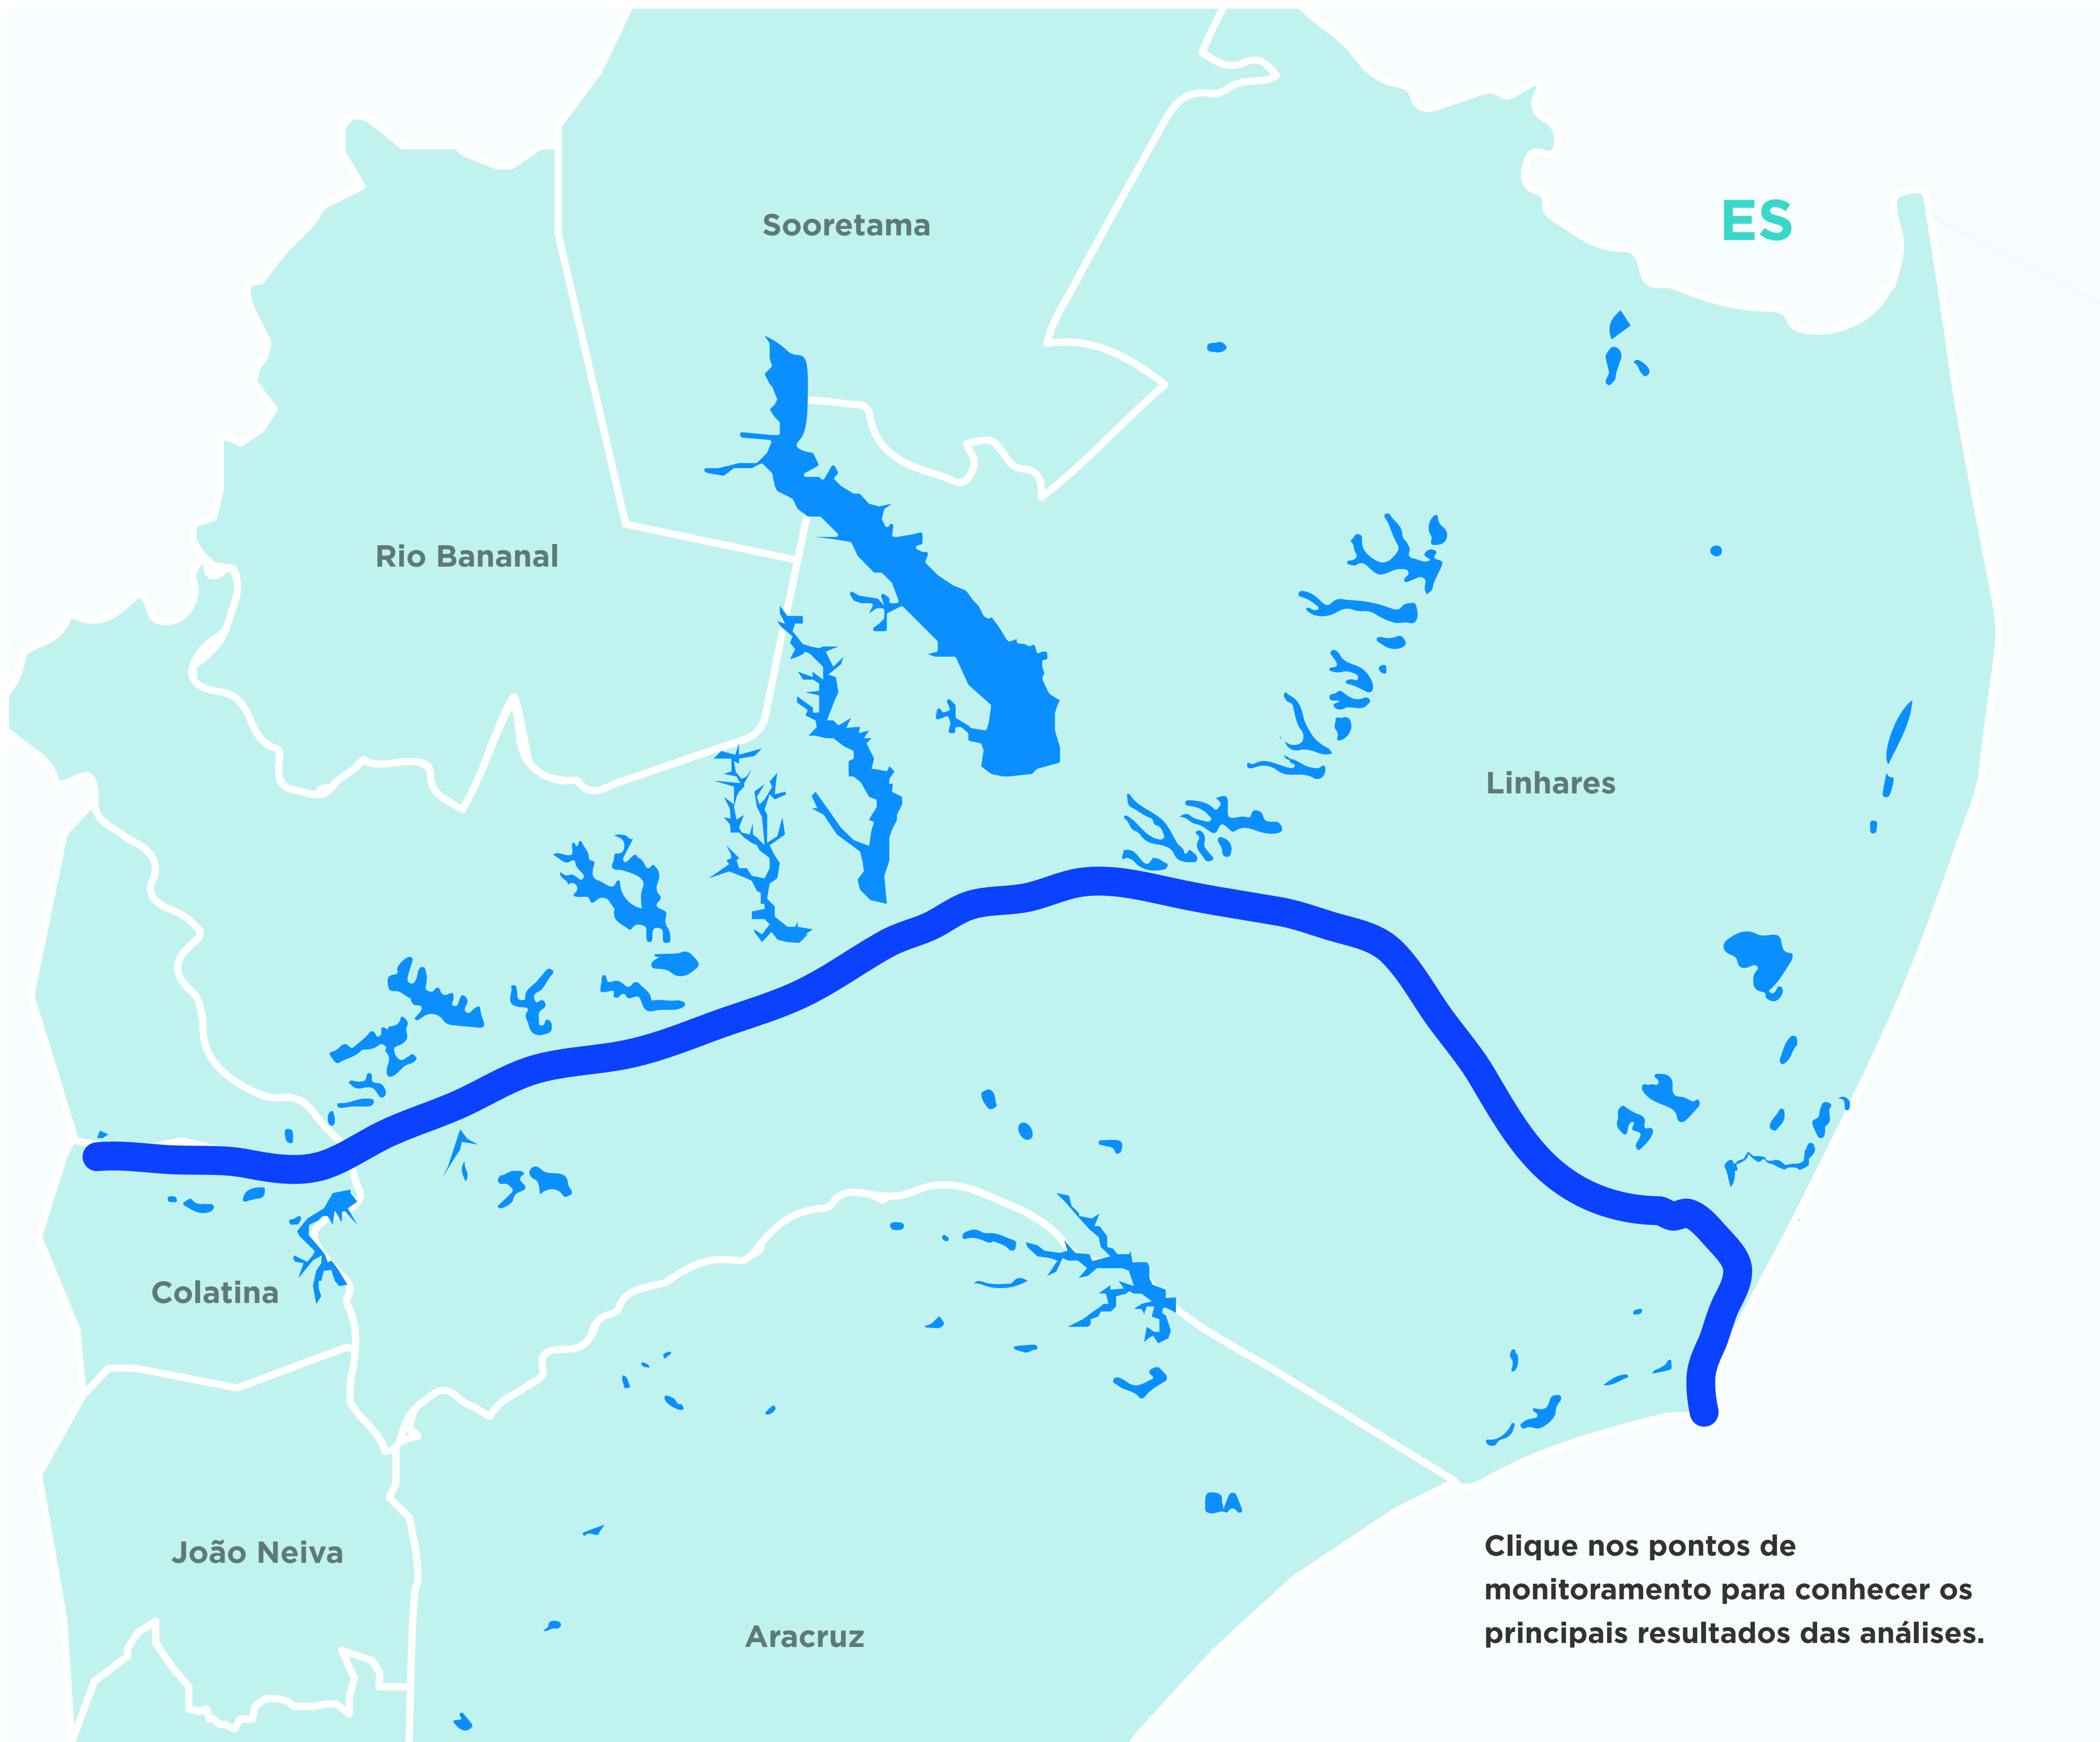 Sooretama
ES
Rio Bananal
Linhares
Colatina
João Neiva
Aracruz
Clique nos pontos de
monitoramento para conhecer os
principais resultados das análises.